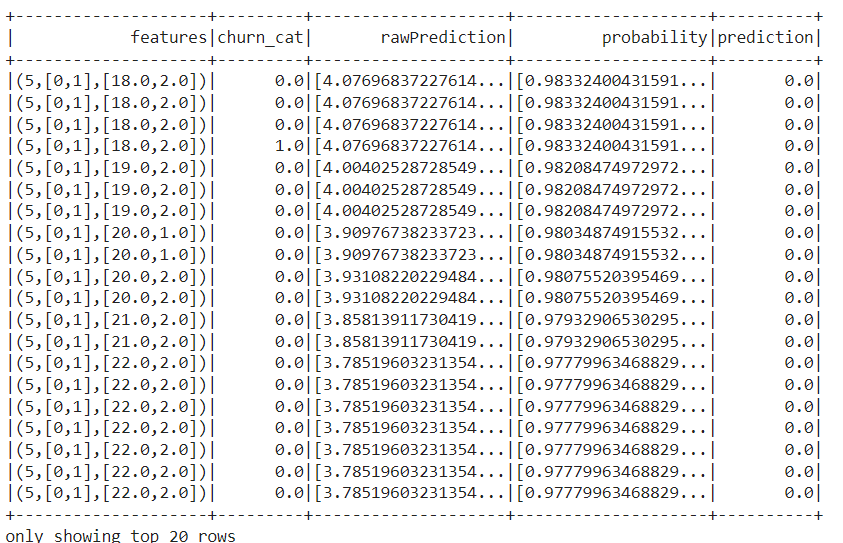 +--------------------+---------+--------------------+--------------------+----------+
|            features|churn_cat|       rawPrediction|         probability|prediction|
+--------------------+---------+--------------------+--------------------+----------+
|(5,[0,1],[18.0,2.0])|      0.0|[4.07696837227614...|[0.98332400431591...|       0.0|
|(5,[0,1],[18.0,2.0])|      0.0|[4.07696837227614...|[0.98332400431591...|       0.0|
|(5,[0,1],[18.0,2.0])|      0.0|[4.07696837227614...|[0.98332400431591...|       0.0|
|(5,[0,1],[18.0,2.0])|      1.0|[4.07696837227614...|[0.98332400431591...|       0.0|
|(5,[0,1],[19.0,2.0])|      0.0|[4.00402528728549...|[0.98208474972972...|       0.0|
|(5,[0,1],[19.0,2.0])|      0.0|[4.00402528728549...|[0.98208474972972...|       0.0|
|(5,[0,1],[19.0,2.0])|      0.0|[4.00402528728549...|[0.98208474972972...|       0.0|
|(5,[0,1],[20.0,1.0])|      0.0|[3.90976738233723...|[0.98034874915532...|       0.0|
|(5,[0,1],[20.0,1.0])|      0.0|[3.90976738233723...|[0.98034874915532...|       0.0|
|(5,[0,1],[20.0,2.0])|      0.0|[3.93108220229484...|[0.98075520395469...|       0.0|
|(5,[0,1],[20.0,2.0])|      0.0|[3.93108220229484...|[0.98075520395469...|       0.0|
|(5,[0,1],[21.0,2.0])|      0.0|[3.85813911730419...|[0.97932906530295...|       0.0|
|(5,[0,1],[21.0,2.0])|      0.0|[3.85813911730419...|[0.97932906530295...|       0.0|
|(5,[0,1],[22.0,2.0])|      0.0|[3.78519603231354...|[0.97779963468829...|       0.0|
|(5,[0,1],[22.0,2.0])|      0.0|[3.78519603231354...|[0.97779963468829...|       0.0|
|(5,[0,1],[22.0,2.0])|      0.0|[3.78519603231354...|[0.97779963468829...|       0.0|
|(5,[0,1],[22.0,2.0])|      0.0|[3.78519603231354...|[0.97779963468829...|       0.0|
|(5,[0,1],[22.0,2.0])|      0.0|[3.78519603231354...|[0.97779963468829...|       0.0|
|(5,[0,1],[22.0,2.0])|      0.0|[3.78519603231354...|[0.97779963468829...|       0.0|
|(5,[0,1],[22.0,2.0])|      0.0|[3.78519603231354...|[0.97779963468829...|       0.0|
+--------------------+---------+--------------------+--------------------+----------+
only showing top 20 rows